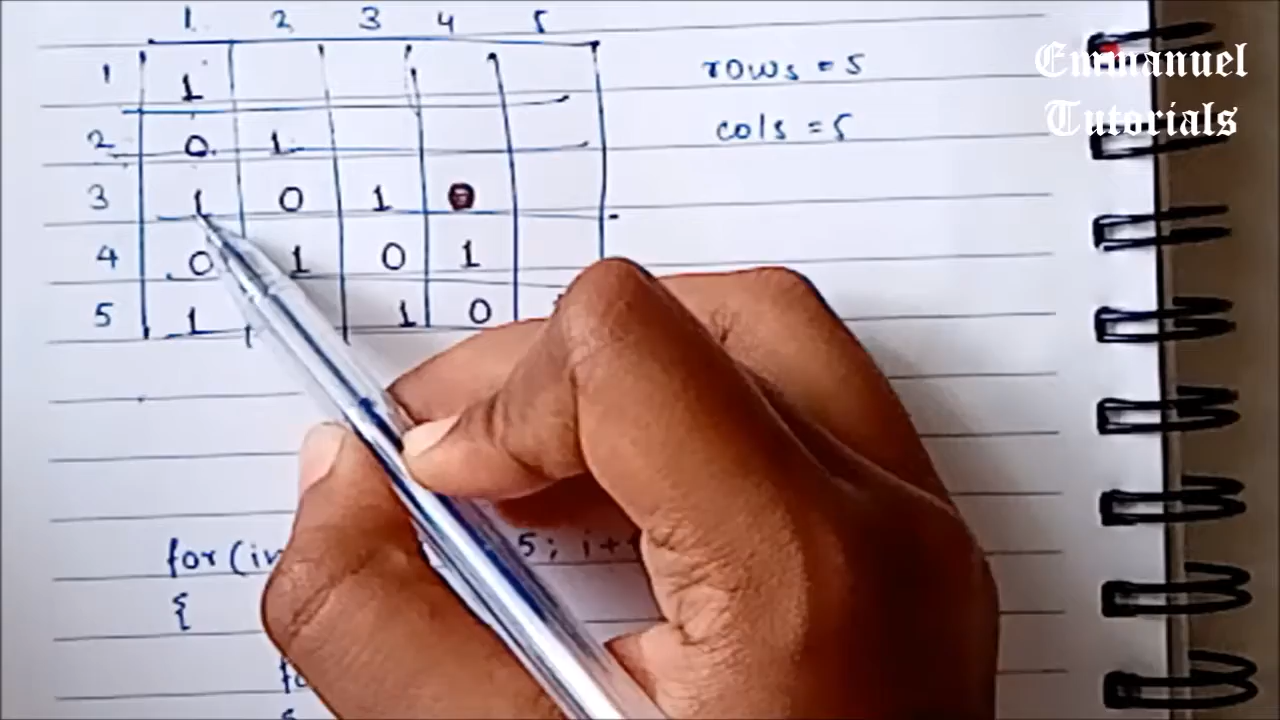 1 2 3 4 5
1 1 rows = 5
2 0 1 cols = 5
3 1 0 1
4 0 1 0 1
5 1 1 0
for(in 5; i+
{
{
Emmanuel
Tutorials